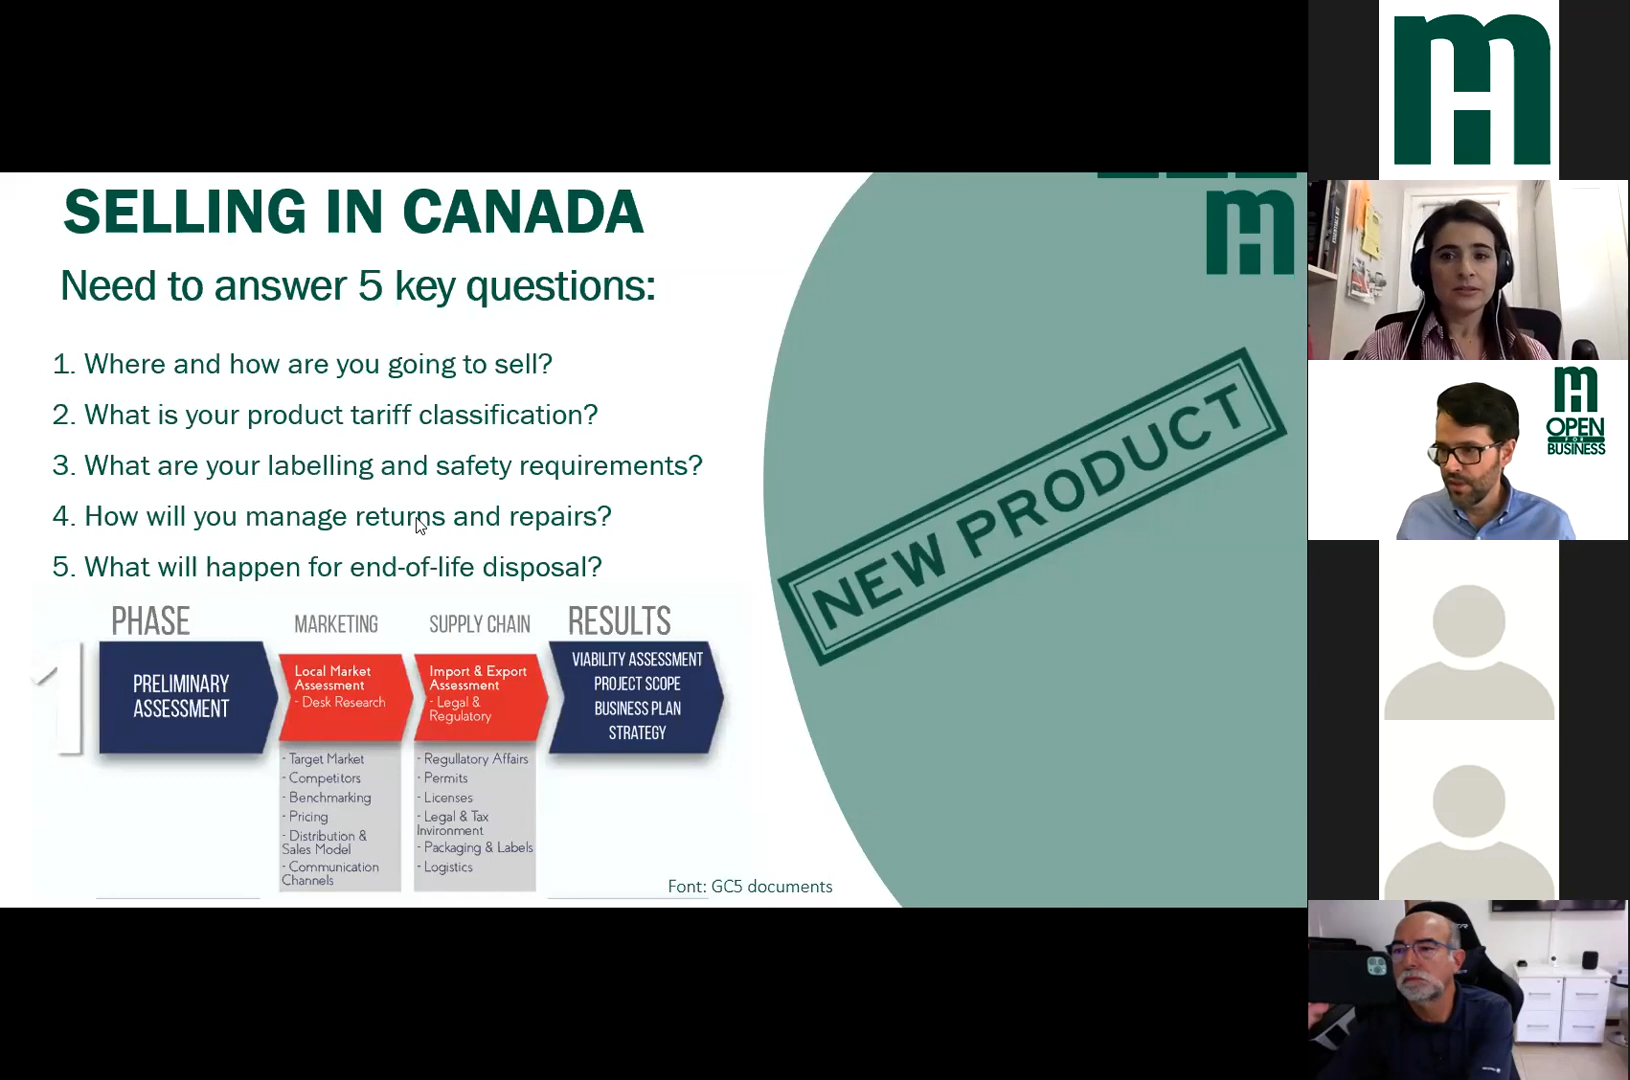 SELLING IN CANADA
Need to answer 5 key questions:
1. Where and how are you going to sell?
2. What is your product tariff classification?
3. What are your labelling and safety requirements?
4. How will you manage returns and repairs?
5. What will happen for end-of-life disposal?
NEW PRODUCT
PHASE
MARKETING
SUPPLY CHAIN
RESULTS
1
PRELIMINARY
ASSESSMENT
Local Market
Assessment
- Desk Research
Import & Export
Assessment
- Legal &
Regulatory
VIABILITY ASSESSMENT
PROJECT SCOPE
BUSINESS PLAN
STRATEGY
- Target Market
- Competitors
- Benchmarking
- Pricing
- Distribution &
Sales Model
- Communication
Channels
- Regullatory Affairs
- Permits
- Licenses
- Legal & Tax
Invironment
- Packaging & Labels
- Logistics
Font: GC5 documents
OPEN
FOR
BUSINESS